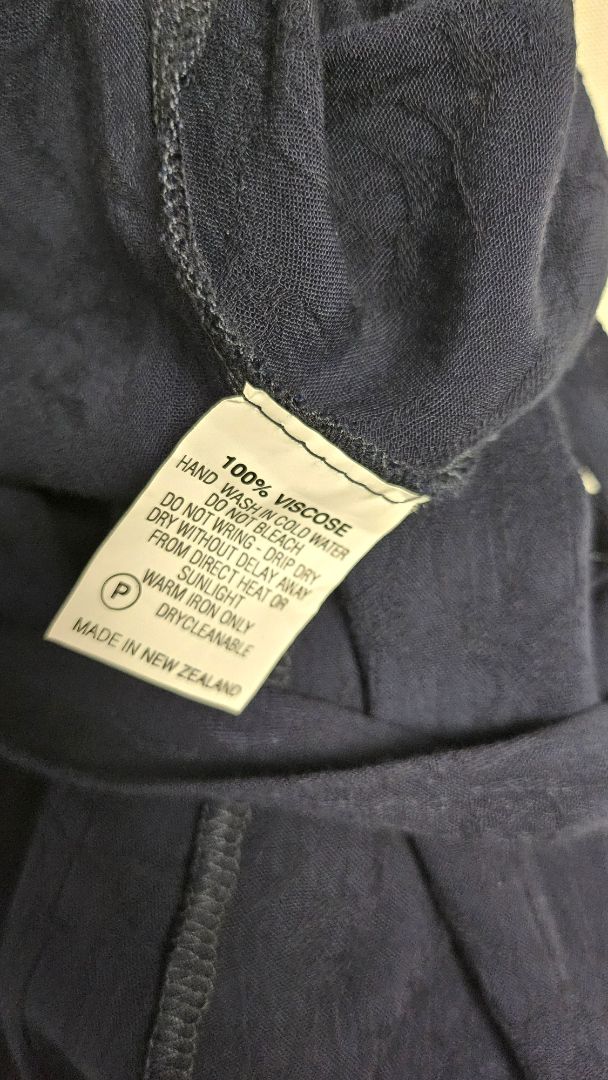 100% VISCOSE
HAND WASH IN COLD WATER
DO NOT BLEACH
DO NOT WRING - DRIP DRY
DRY WITHOUT DELAY AWAY
FROM DIRECT HEAT OR
SUNLIGHT
P WARM IRON ONLY
DRYCLEANABLE
MADE IN NEW ZEALAND